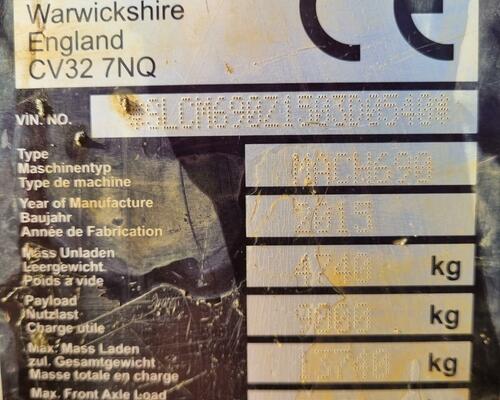 Warwickshire
England
CV32 7NQ
CE
VIN. NO.
Type
Maschinentyp
Type de machine
MACH690
Year of Manufacture
Baujahr
Année de Fabrication
2015
Mass Unladen
Leergewicht
Poids à vide
4740 kg
Payload
Nutzlast
Charge utile
kg
Max. Mass Laden
zul. Gesamtgewicht
Masse totale en charge
kg
Max. Front Axle Load